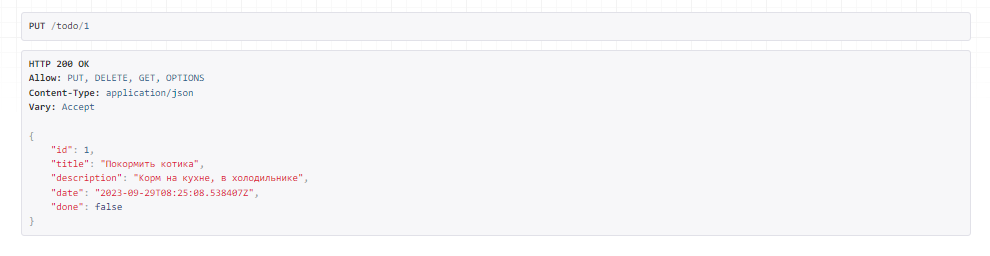 PUT /todo/1
HTTP 200 OK
Allow: PUT, DELETE, GET, OPTIONS
Content-Type: application/json
Vary: Accept
{
    "id": 1,
    "title": "Покормить котика",
    "description": "Корм на кухне, в холодильнике",
    "date": "2023-09-29T08:25:08.538407Z",
    "done": false
}